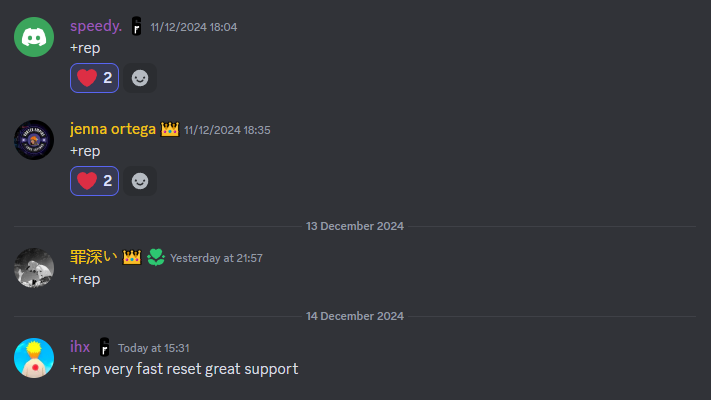 speedy. 11/12/2024 18:04
+rep
2
jenna ortega 11/12/2024 18:35
+rep
2
13 December 2024
罪深い Yesterday at 21:57
+rep
14 December 2024
ihx Today at 15:31
+rep very fast reset great support